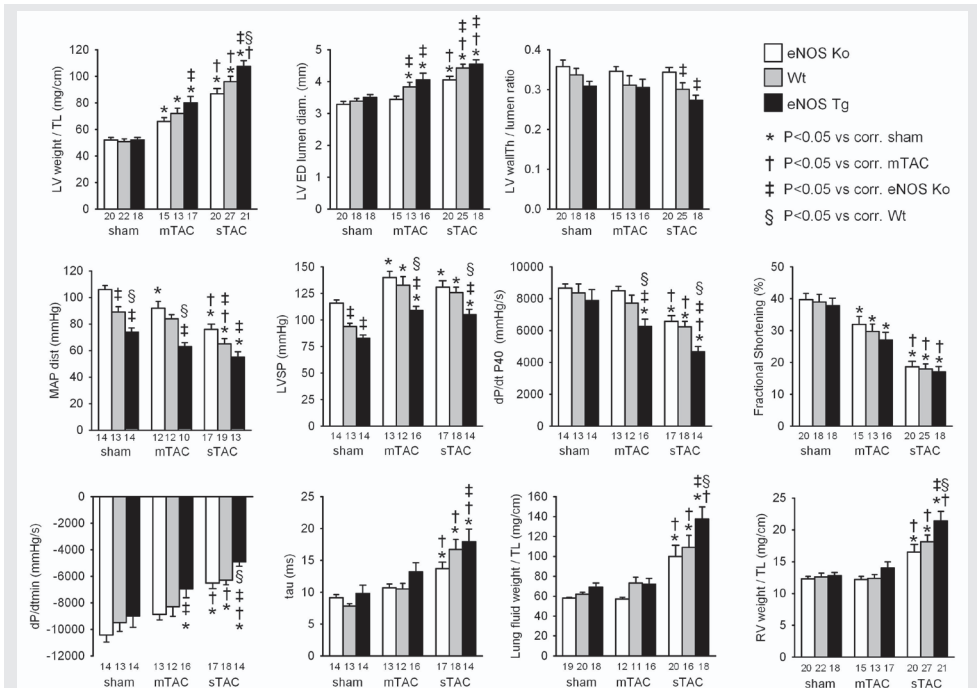 LV weight / TL (mg/cm)
120
100
80
60
40
20
0
† * † * ‡ * † * † * ‡§ *†
20 22 18 15 13 17 20 27 21
sham mTAC sTAC
LV ED lumen diam. (mm)
5
4
3
2
1
0
‡ * ‡ * † * ‡ † * ‡ † *
20 18 18 15 13 16 20 25 18
sham mTAC sTAC
LV wallTh / lumen ratio
0.4
0.3
0.2
0.1
0.0
‡ ‡
20 18 18 15 13 16 20 25 18
sham mTAC sTAC
eNOS Ko
Wt
eNOS Tg
* P<0.05 vs corr. sham
† P<0.05 vs corr. mTAC
‡ P<0.05 vs corr. eNOS Ko
§ P<0.05 vs corr. Wt
MAP dist (mmHg)
120
100
80
60
40
20
0
‡ § ‡ * § ‡ † * ‡ † * ‡ *
14 13 14 12 12 10 17 19 13
sham mTAC sTAC
LVSP (mmHg)
150
125
100
75
50
25
0
‡ ‡ * * § ‡ * * * § ‡ *
14 13 14 13 12 16 17 18 14
sham mTAC sTAC
dP/dt P40 (mmHg/s)
10000
8000
6000
4000
2000
0
§ ‡ * † * † * § ‡ † *
14 13 14 13 12 16 17 18 14
sham mTAC sTAC
Fractional Shortening (%)
50
40
30
20
10
0
* * * † * † * † *
20 18 18 15 13 16 20 25 18
sham mTAC sTAC
dP/dtmin (mmHg/s)
0
-2000
-4000
-6000
-8000
-10000
-12000
‡ * † * † * § ‡ † *
14 13 14 13 12 16 17 18 14
sham mTAC sTAC
tau (ms)
25
20
15
10
5
0
† * † * ‡ † *
14 13 14 13 12 16 17 18 14
sham mTAC sTAC
Lung fluid weight / TL (mg/cm)
160
140
120
100
80
60
40
20
0
† * † * ‡§ *†
19 20 18 12 11 16 20 16 18
sham mTAC sTAC
RV weight / TL (mg/cm)
25
20
15
10
5
0
† * † * ‡§ *†
20 22 18 15 13 17 20 27 21
sham mTAC sTAC